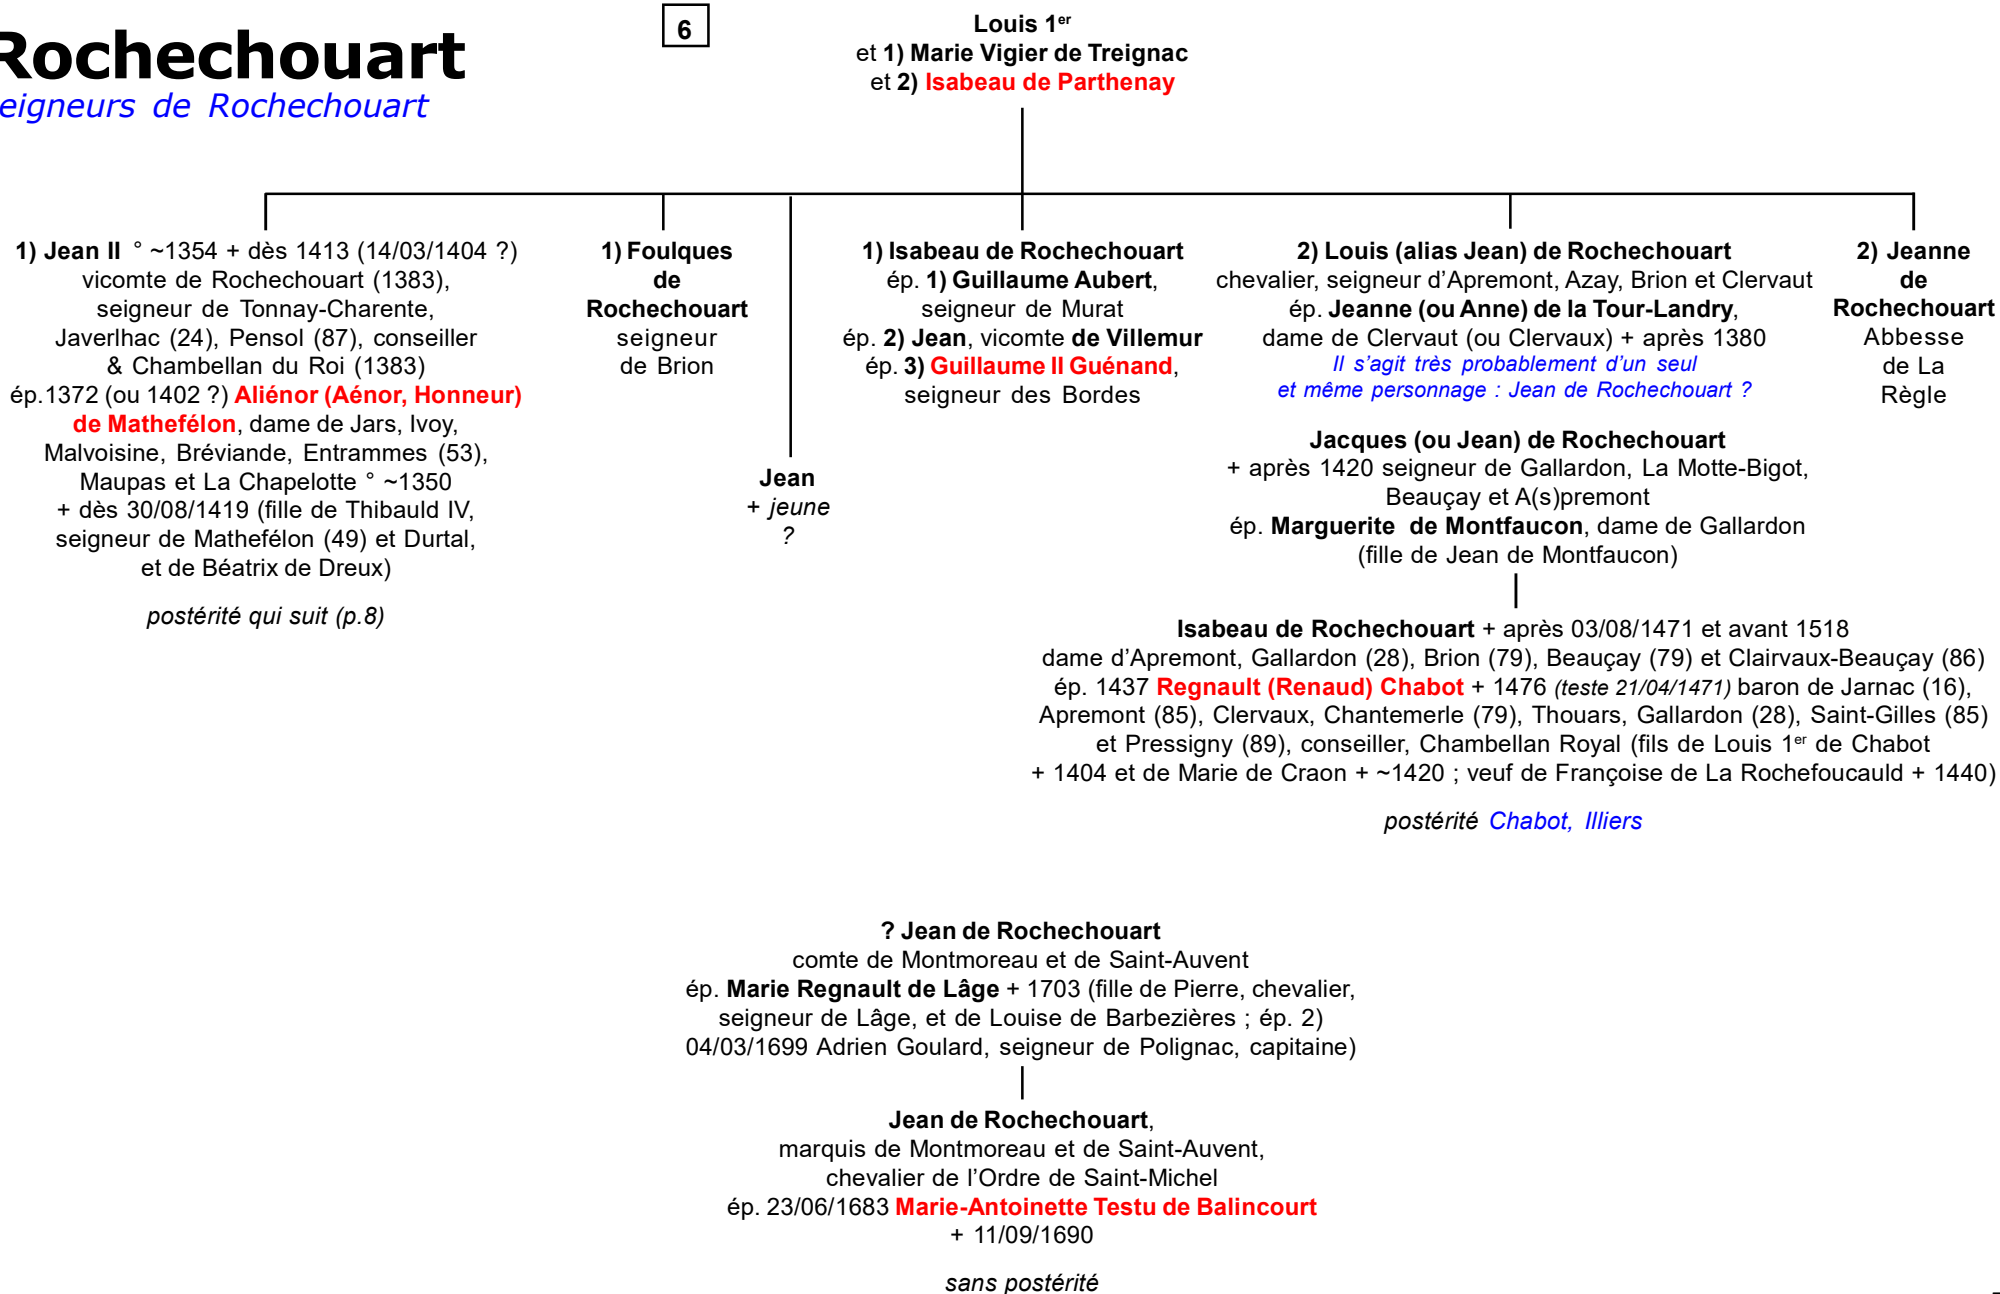 Rochechouart
eigneurs de Rochechouart
6
Louis 1er
et 1) Marie Vigier de Treignac
et 2) Isabeau de Parthenay
1) Jean II ° ~1354 + dès 1413 (14/03/1404 ?)
vicomte de Rochechouart (1383),
seigneur de Tonnay-Charente,
Javerlhac (24), Pensol (87), conseiller
& Chambellan du Roi (1383)
ép.1372 (ou 1402 ?) Aliénor (Aénor, Honneur)
de Mathefélon, dame de Jars, Ivoy,
Malvoisine, Bréviande, Entrammes (53),
Maupas et La Chapelotte ° ~1350
+ dès 30/08/1419 (fille de Thibauld IV,
seigneur de Mathefélon (49) et Durtal,
et de Béatrix de Dreux)
postérité qui suit (p.8)
1) Foulques
de
Rochechouart
seigneur
de Brion
Jean
+ jeune
?
1) Isabeau de Rochechouart
ép. 1) Guillaume Aubert,
seigneur de Murat
ép. 2) Jean, vicomte de Villemur
ép. 3) Guillaume II Guénand,
seigneur des Bordes
2) Louis (alias Jean) de Rochechouart
chevalier, seigneur d’Apremont, Azay, Brion et Clervaut
ép. Jeanne (ou Anne) de la Tour-Landry,
dame de Clervaut (ou Clervaux) + après 1380
Il s’agit très probablement d’un seul
et même personnage : Jean de Rochechouart ?
Jacques (ou Jean) de Rochechouart
+ après 1420 seigneur de Gallardon, La Motte-Bigot,
Beauçay et A(s)premont
ép. Marguerite de Montfaucon, dame de Gallardon
(fille de Jean de Montfaucon)
Isabeau de Rochechouart + après 03/08/1471 et avant 1518
dame d’Apremont, Gallardon (28), Brion (79), Beauçay (79) et Clairvaux-Beauçay (86)
ép. 1437 Regnault (Renaud) Chabot + 1476 (teste 21/04/1471) baron de Jarnac (16),
Apremont (85), Clervaux, Chantemerle (79), Thouars, Gallardon (28), Saint-Gilles (85)
et Pressigny (89), conseiller, Chambellan Royal (fils de Louis 1er de Chabot
+ 1404 et de Marie de Craon + ~1420 ; veuf de Françoise de La Rochefoucauld + 1440)
postérité Chabot, Illiers
2) Jeanne
de
Rochechouart
Abbesse
de La
Règle
? Jean de Rochechouart
comte de Montmoreau et de Saint-Auvent
ép. Marie Regnault de Lâge + 1703 (fille de Pierre, chevalier,
seigneur de Lâge, et de Louise de Barbezières ; ép. 2)
04/03/1699 Adrien Goulard, seigneur de Polignac, capitaine)
Jean de Rochechouart,
marquis de Montmoreau et de Saint-Auvent,
chevalier de l’Ordre de Saint-Michel
ép. 23/06/1683 Marie-Antoinette Testu de Balincourt
+ 11/09/1690
sans postérité